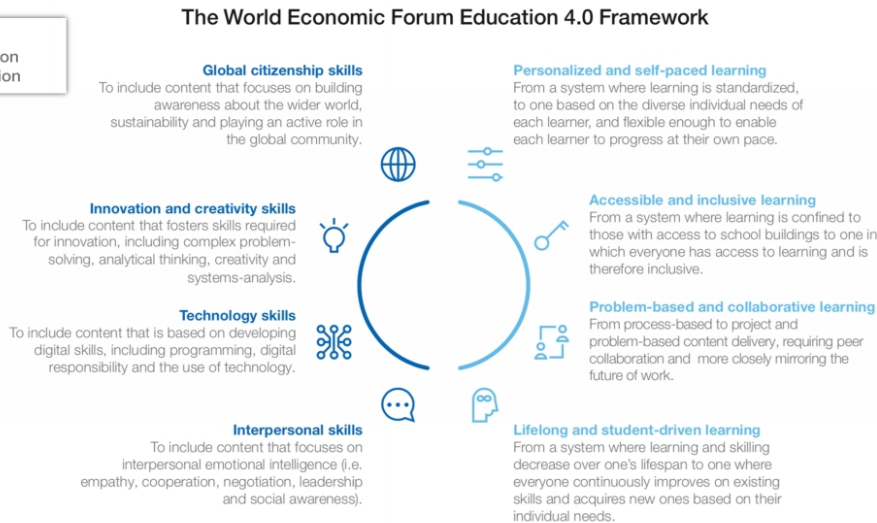 The World Economic Forum Education 4.0 Framework
on
ion
Global citizenship skills
To include content that focuses on building
awareness about the wider world,
sustainability and playing an active role in
the global community.
Innovation and creativity skills
To include content that fosters skills required
for innovation, including complex problem-
solving, analytical thinking, creativity and
systems-analysis.
Technology skills
To include content that is based on developing
digital skills, including programming, digital
responsibility and the use of technology.
Interpersonal skills
To include content that focuses on
interpersonal emotional intelligence (i.e.
empathy, cooperation, negotiation, leadership
and social awareness).
Personalized and self-paced learning
From a system where learning is standardized,
to one based on the diverse individual needs of
each learner, and flexible enough to enable
each learner to progress at their own pace.
Accessible and inclusive learning
From a system where learning is confined to
those with access to school buildings to one in
which everyone has access to learning and is
therefore inclusive.
Problem-based and collaborative learning
From process-based to project and
problem-based content delivery, requiring peer
collaboration and more closely mirroring the
future of work.
Lifelong and student-driven learning
From a system where learning and skilling
decrease over one's lifespan to one where
everyone continuously improves on existing
skills and acquires new ones based on their
individual needs.